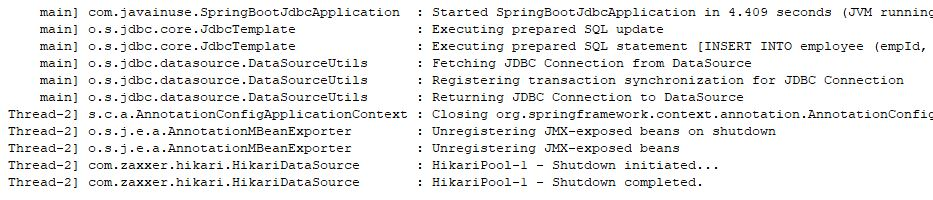 main] com.javainuse.SpringBootJdbcApplication : Started SpringBootJdbcApplication in 4.409 seconds (JVM running
main] o.s.jdbc.core.JdbcTemplate : Executing prepared SQL update
main] o.s.jdbc.core.JdbcTemplate : Executing prepared SQL statement [INSERT INTO employee (empId,
main] o.s.jdbc.datasource.DataSourceUtils : Fetching JDBC Connection from DataSource
main] o.s.jdbc.datasource.DataSourceUtils : Registering transaction synchronization for JDBC Connection
main] o.s.jdbc.datasource.DataSourceUtils : Returning JDBC Connection to DataSource
Thread-2] s.c.a.AnnotationConfigApplicationContext : Closing org.springframework.context.annotation.AnnotationConfig
Thread-2] o.s.j.e.a.AnnotationMBeanExporter : Unregistering JMX-exposed beans on shutdown
Thread-2] o.s.j.e.a.AnnotationMBeanExporter : Unregistering JMX-exposed beans
Thread-2] com.zaxxer.hikari.HikariDataSource : HikariPool-1 - Shutdown initiated...
Thread-2] com.zaxxer.hikari.HikariDataSource : HikariPool-1 - Shutdown completed.